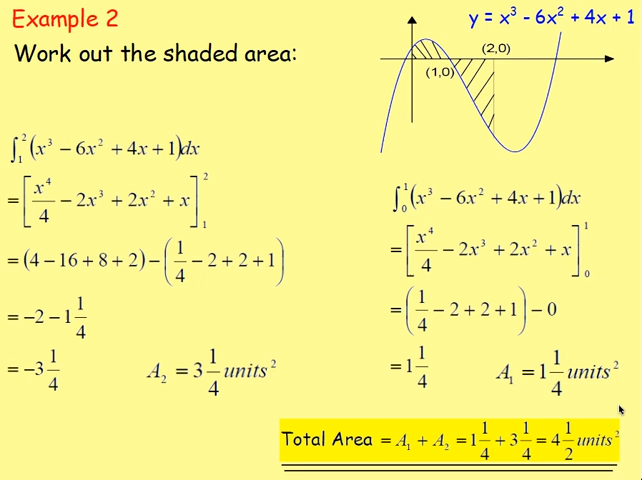 Example 2
y = x³ - 6x² + 4x + 1
Work out the shaded area:
(2,0)
(1,0)
∫₁² (x³ − 6x² + 4x + 1)dx
= [x⁴/4 − 2x³ + 2x² + x]₁²
= (4 − 16 + 8 + 2) − (1/4 − 2 + 2 + 1)
= −2 − 1 1/4
= −3 1/4
A₂ = 3 1/4 units²
∫₀¹ (x³ − 6x² + 4x + 1)dx
= [x⁴/4 − 2x³ + 2x² + x]₀¹
= (1/4 − 2 + 2 + 1) − 0
= 1 1/4
A₁ = 1 1/4 units²
Total Area = A₁ + A₂ = 1 1/4 + 3 1/4 = 4 1/2 units²